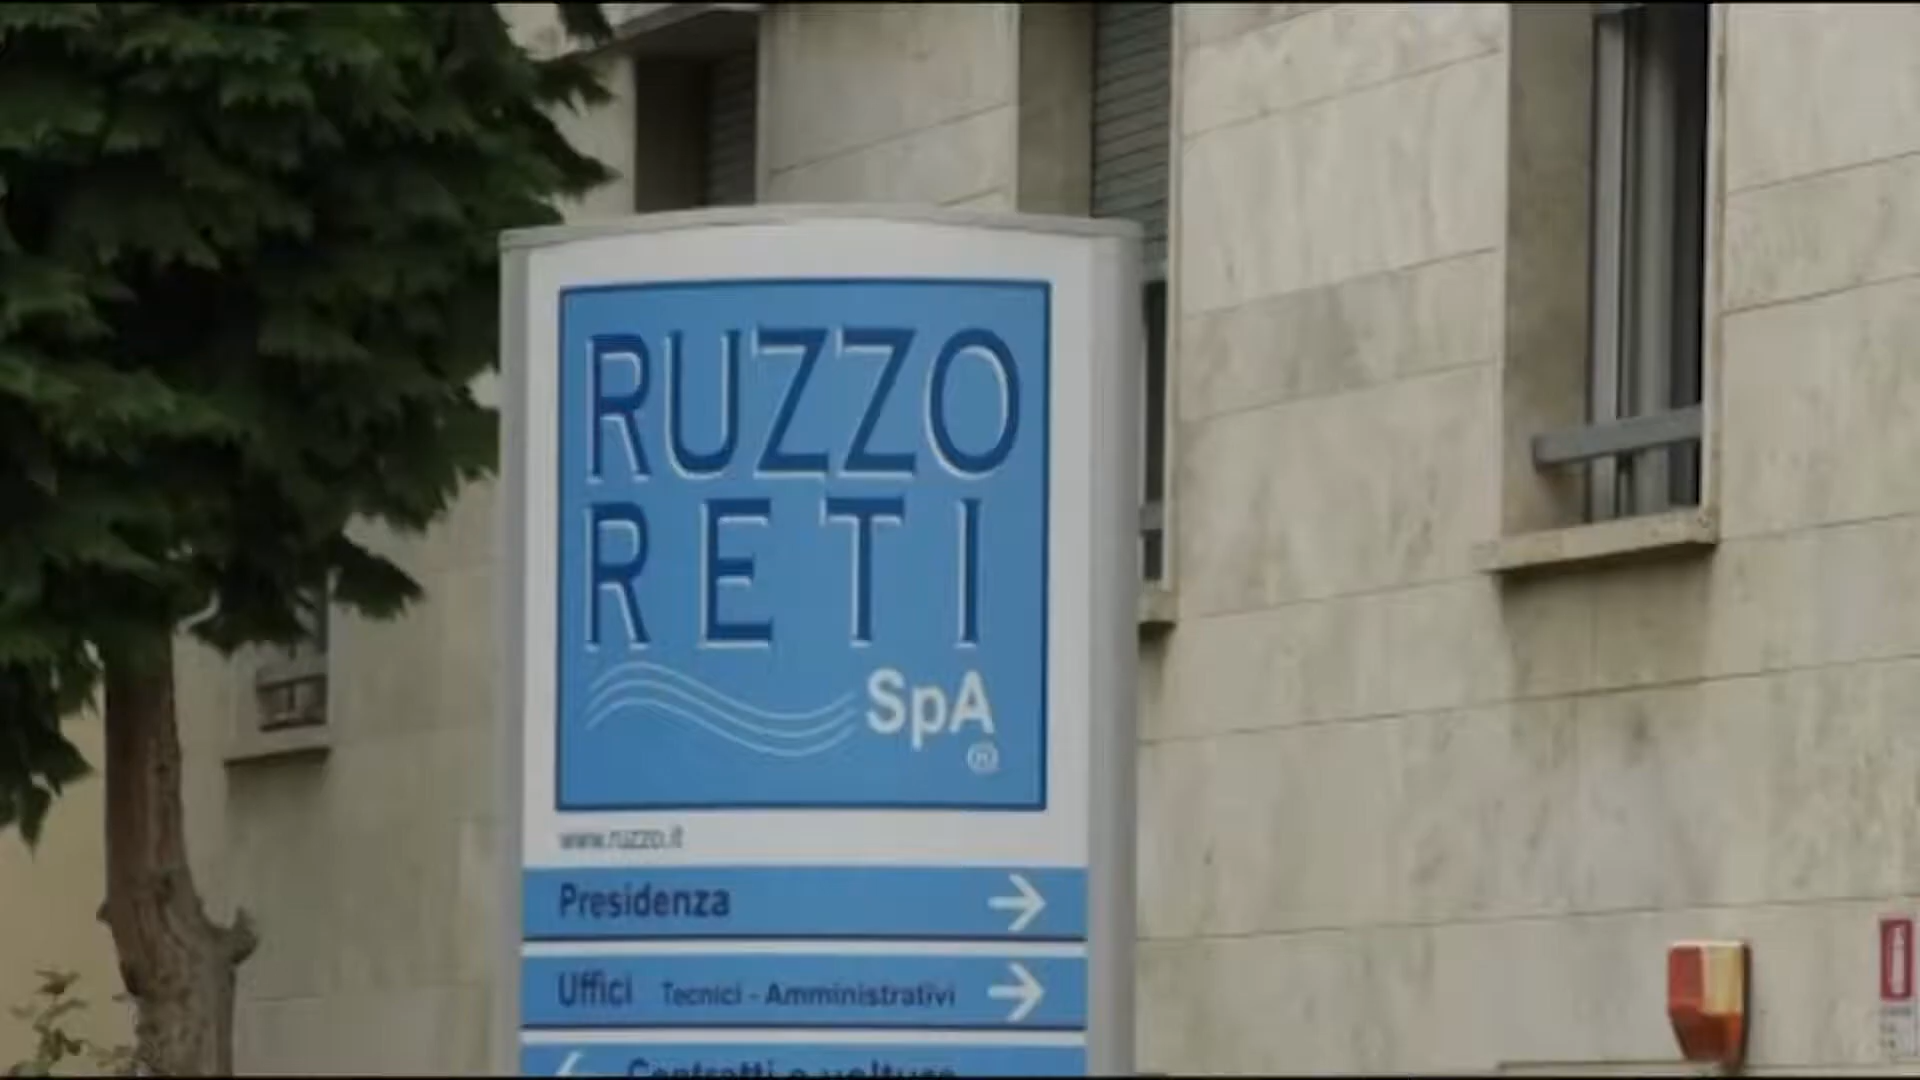 RUZZO
RETI
SpA
®
www.ruzzo.it
Presidenza →
Uffici Tecnici - Amministrativi →
← Contratti e volture